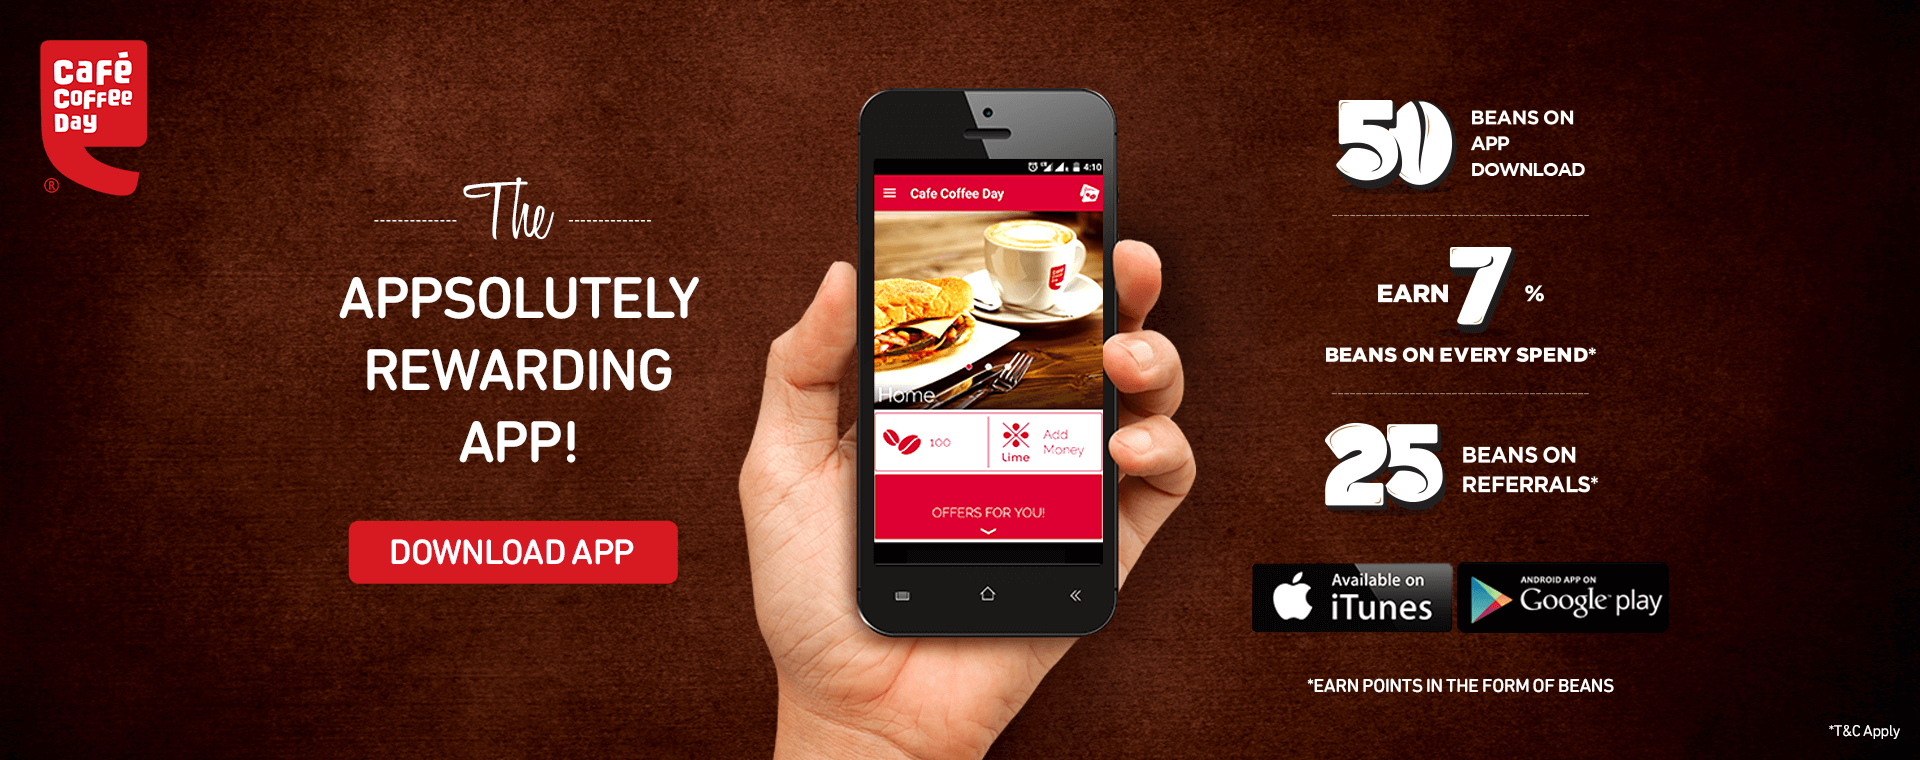 Café
Coffee
Day
®
The
APPSOLUTELY
REWARDING
APP!
DOWNLOAD APP
4:10
Cafe Coffee Day
Home
100
Lime
Add
Money
OFFERS FOR YOU!
50
BEANS ON
APP
DOWNLOAD
EARN 7 %
BEANS ON EVERY SPEND*
25
BEANS ON
REFERRALS*
Available on
iTunes
ANDROID APP ON
Google play
*EARN POINTS IN THE FORM OF BEANS
*T&C Apply